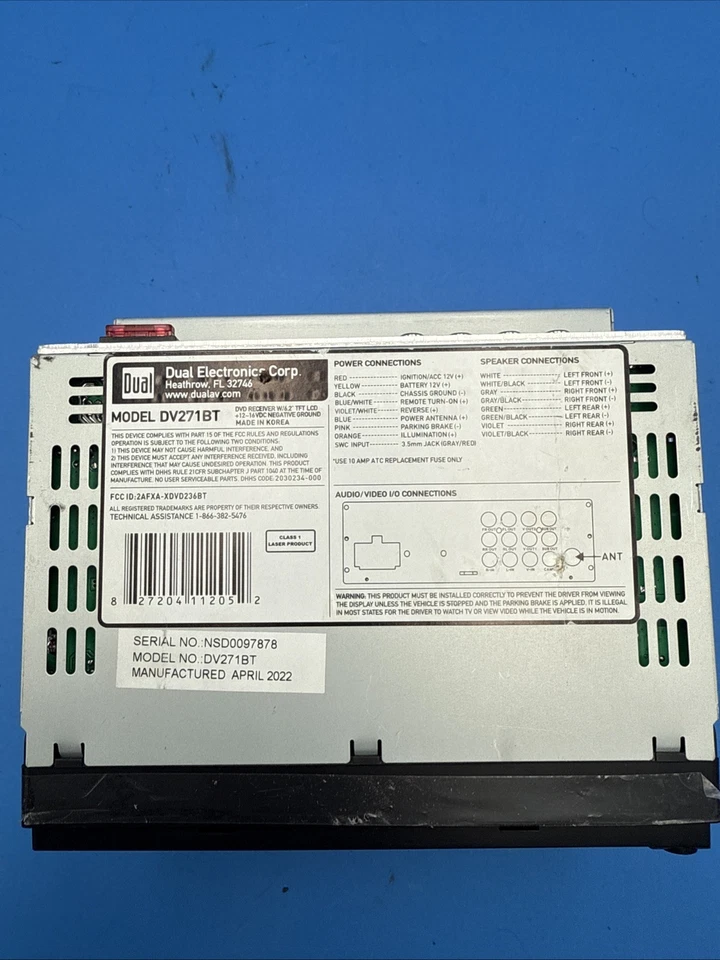 Dual
Dual Electronics Corp.
Heathrow, FL 32746
www.dualav.com
MODEL DV271BT
DVD RECEIVER W/6.2" TFT LCD
+12~16VDC NEGATIVE GROUND
MADE IN KOREA
THIS DEVICE COMPLIES WITH PART 15 OF THE FCC RULES AND REGULATIONS
OPERATION IS SUBJECT TO THE FOLLOWING TWO CONDITIONS.
1) THIS DEVICE MAY NOT CAUSE HARMFUL INTERFERENCE, AND
2) THIS DEVICE MUST ACCEPT ANY INTERFERENCE RECEIVED, INCLUDING
INTERFERENCE THAT MAY CAUSE UNDESIRED OPERATION. THIS PRODUCT
COMPLIES WITH DHHS RULE 21CFR SUBCHAPTER J PART 1040 AT THE TIME OF
MANUFACTURE. NO USER SERVICEABLE PARTS. DHHS CODE:2030234-000
FCC ID:2AFXA-XDVD236BT
ALL REGISTERED TRADEMARKS ARE PROPERTY OF THEIR RESPECTIVE OWNERS.
TECHNICAL ASSISTANCE 1-866-382-5476
CLASS 1
LASER PRODUCT
8 27204 11205 2
POWER CONNECTIONS
RED IGNITION/ACC 12V (+)
YELLOW BATTERY 12V (+)
BLACK CHASSIS GROUND (-)
BLUE/WHITE REMOTE TURN-ON (+)
VIOLET/WHITE REVERSE (+)
BLUE POWER ANTENNA (+)
PINK PARKING BRAKE (-)
ORANGE ILLUMINATION (+)
SWC INPUT 3.5mm JACK (GRAY/RED)
*USE 10 AMP ATC REPLACEMENT FUSE ONLY
SPEAKER CONNECTIONS
WHITE LEFT FRONT (+)
WHITE/BLACK LEFT FRONT (-)
GRAY RIGHT FRONT (+)
GRAY/BLACK RIGHT FRONT (-)
GREEN LEFT REAR (+)
GREEN/BLACK LEFT REAR (-)
VIOLET RIGHT REAR (+)
VIOLET/BLACK RIGHT REAR (-)
AUDIO/VIDEO I/O CONNECTIONS
ANT
WARNING: THIS PRODUCT MUST BE INSTALLED CORRECTLY TO PREVENT THE DRIVER FROM VIEWING
THE DISPLAY UNLESS THE VEHICLE IS STOPPED AND THE PARKING BRAKE IS APPLIED. IT IS ILLEGAL
IN MOST STATES FOR THE DRIVER TO WATCH TV OR VIEW VIDEO WHILE THE VEHICLE IS IN MOTION.
SERIAL NO.:NSD0097878
MODEL NO.:DV271BT
MANUFACTURED APRIL 2022